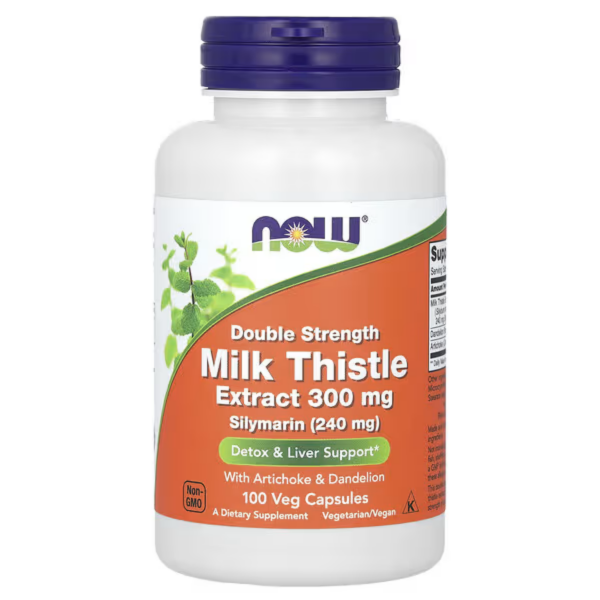 NOW®
Double Strength
Milk Thistle
Extract 300 mg
Silymarin (240 mg)
Detox & Liver Support*
With Artichoke & Dandelion
100 Veg Capsules
Non-
GMO
A Dietary Supplement
Vegetarian/Vegan
K